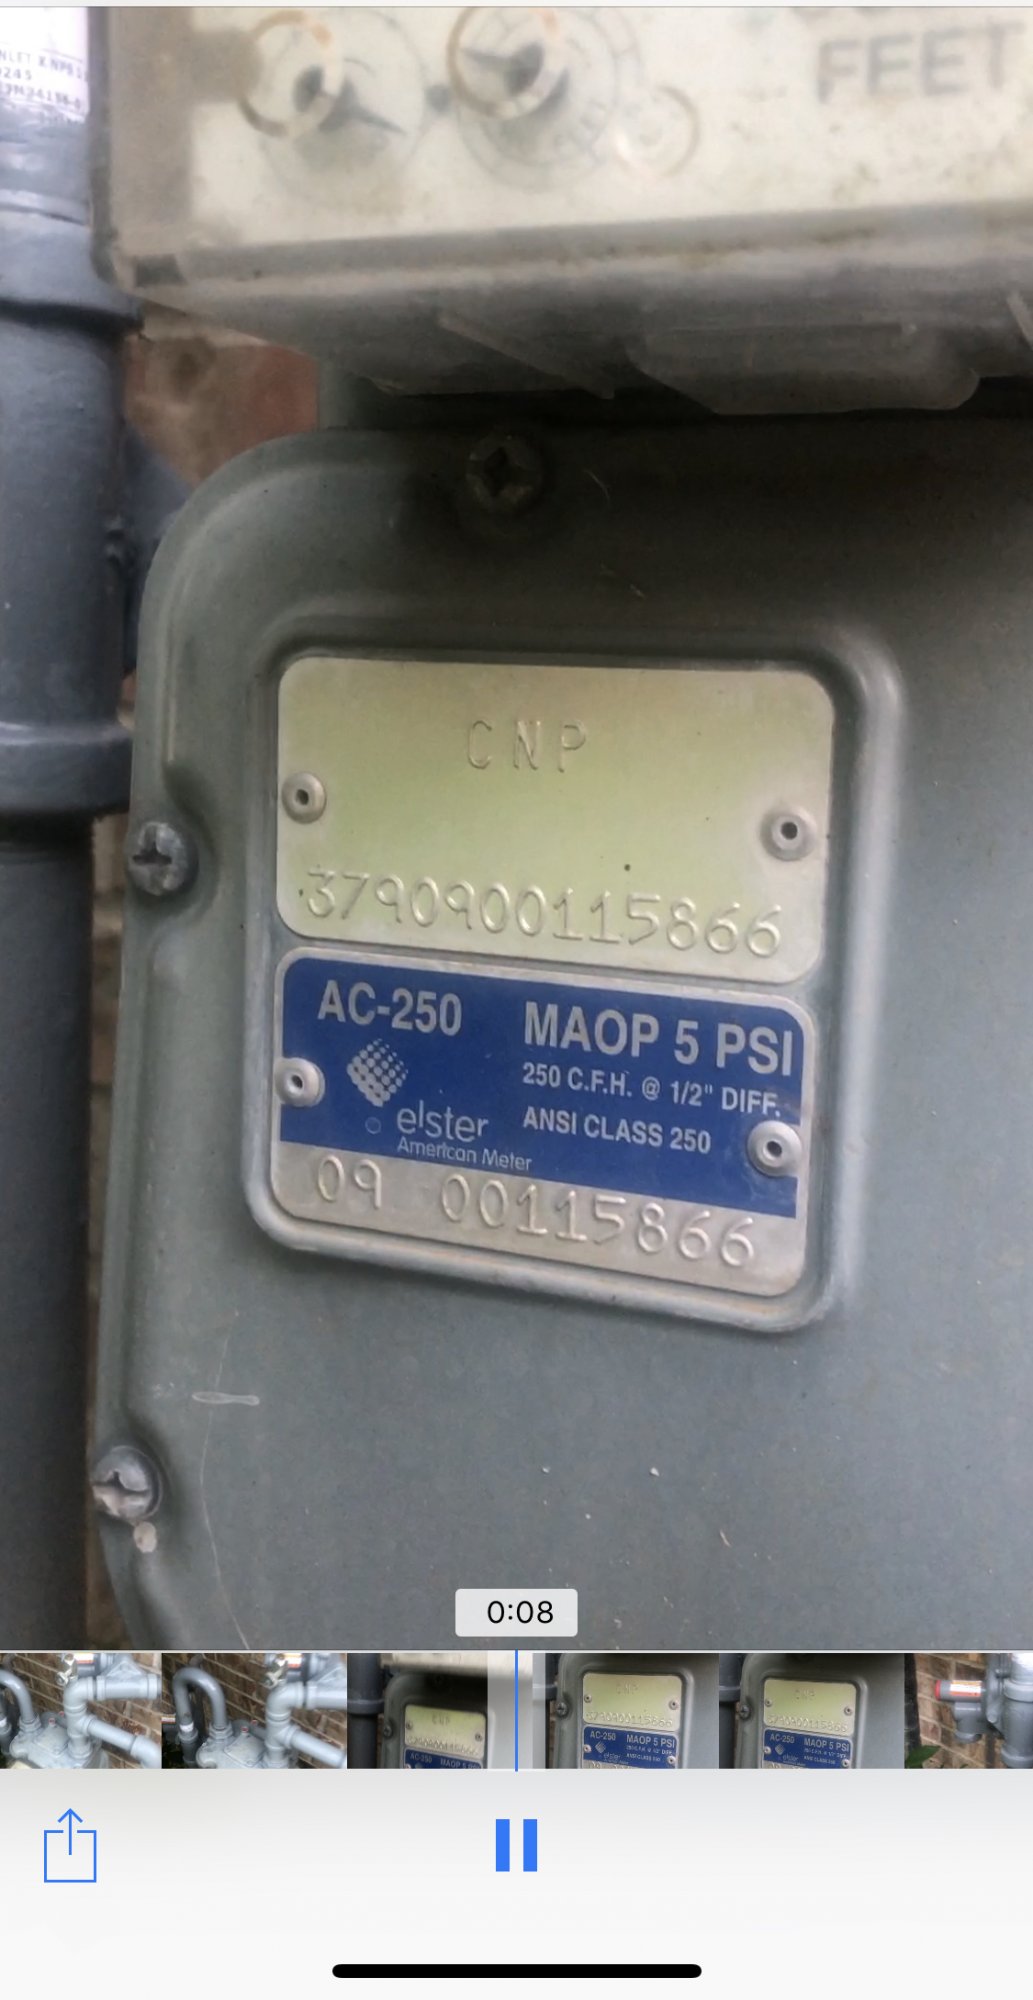 FEET
CNP
3790900115866
AC-250
MAOP 5 PSI
250 C.F.H. @ 1/2" DIFF.
ANSI CLASS 250
elster
American Meter
09 00115866
0:08